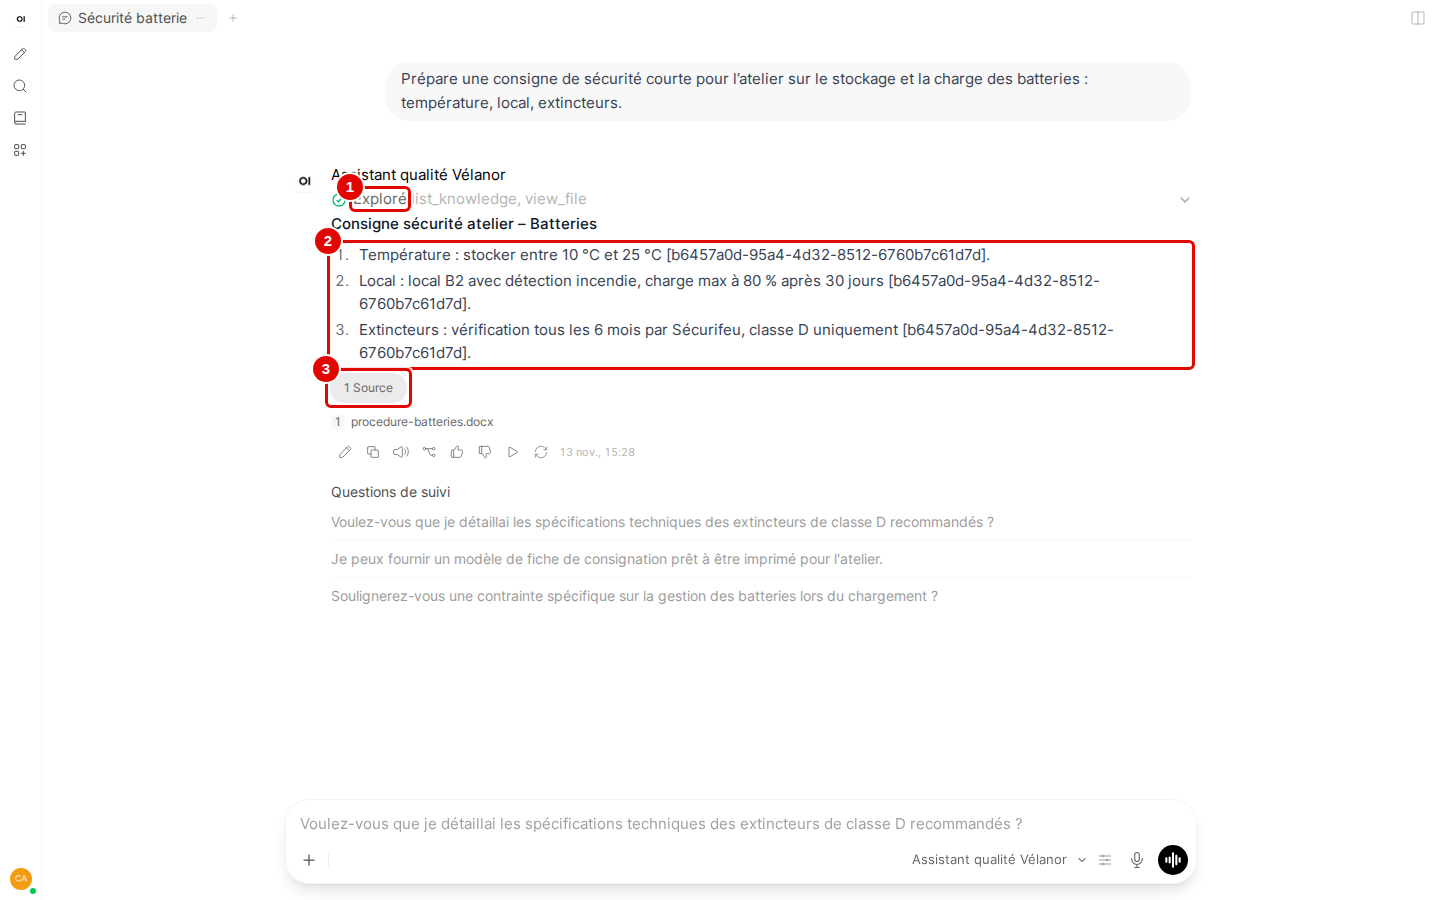 OI
Sécurité batterie
Prépare une consigne de sécurité courte pour l’atelier sur le stockage et la charge des batteries :
température, local, extincteurs.
OI
Assistant qualité Vélanor
1
Exploré list_knowledge, view_file
Consigne sécurité atelier – Batteries
2
1. Température : stocker entre 10 °C et 25 °C [b6457a0d-95a4-4d32-8512-6760b7c61d7d].
2. Local : local B2 avec détection incendie, charge max à 80 % après 30 jours [b6457a0d-95a4-4d32-8512-
6760b7c61d7d].
3. Extincteurs : vérification tous les 6 mois par Sécurifeu, classe D uniquement [b6457a0d-95a4-4d32-8512-
6760b7c61d7d].
3
1 Source
1 procedure-batteries.docx
13 nov., 15:28
Questions de suivi
Voulez-vous que je détaillai les spécifications techniques des extincteurs de classe D recommandés ?
Je peux fournir un modèle de fiche de consignation prêt à être imprimé pour l'atelier.
Soulignerez-vous une contrainte spécifique sur la gestion des batteries lors du chargement ?
Voulez-vous que je détaillai les spécifications techniques des extincteurs de classe D recommandés ?
Assistant qualité Vélanor
CA